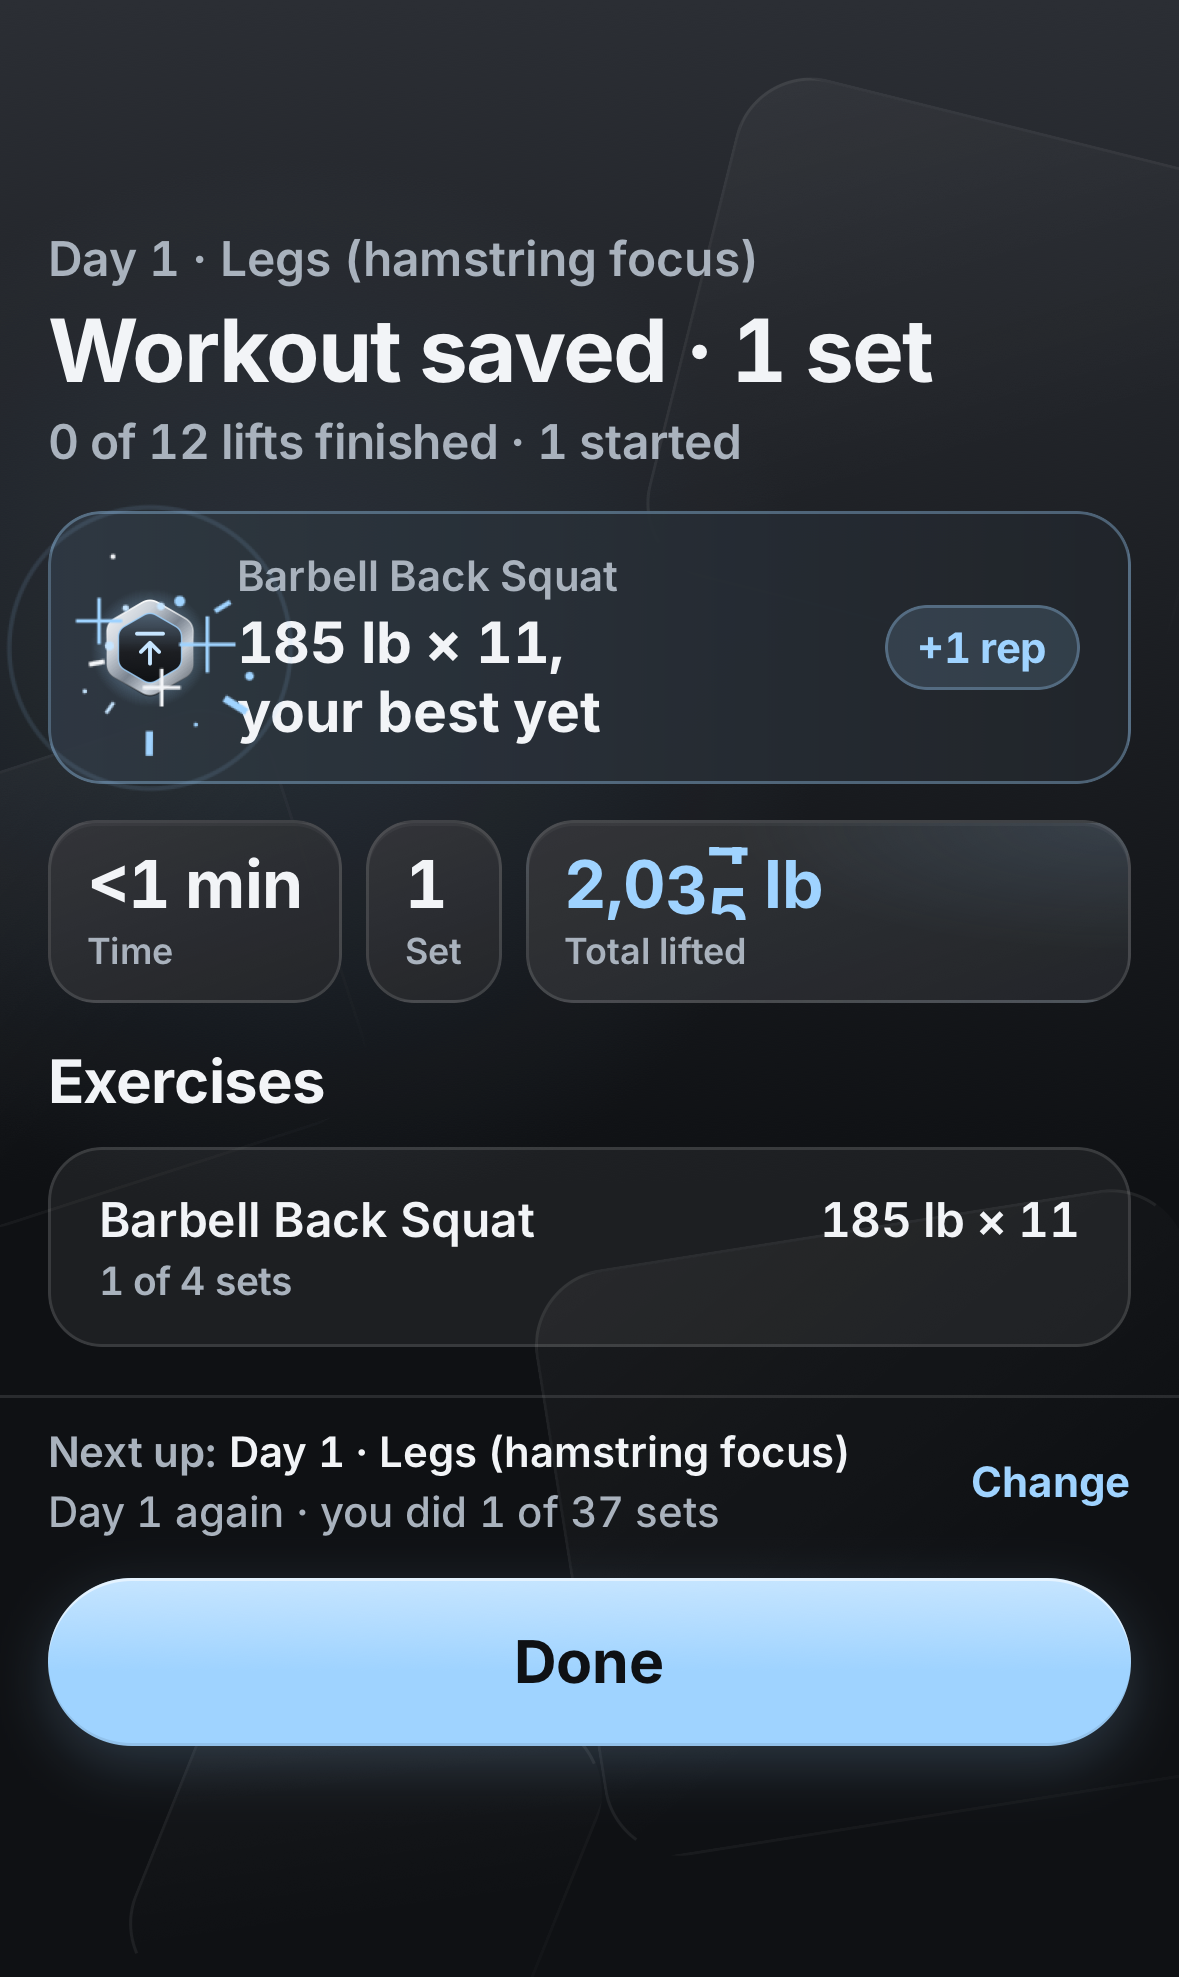 Day 1 · Legs (hamstring focus)
Workout saved · 1 set
0 of 12 lifts finished · 1 started
Barbell Back Squat
185 lb × 11,
your best yet
+1 rep
<1 min
Time
1
Set
2,035 lb
Total lifted
Exercises
Barbell Back Squat
185 lb × 11
1 of 4 sets
Next up: Day 1 · Legs (hamstring focus)
Day 1 again · you did 1 of 37 sets
Change
Done